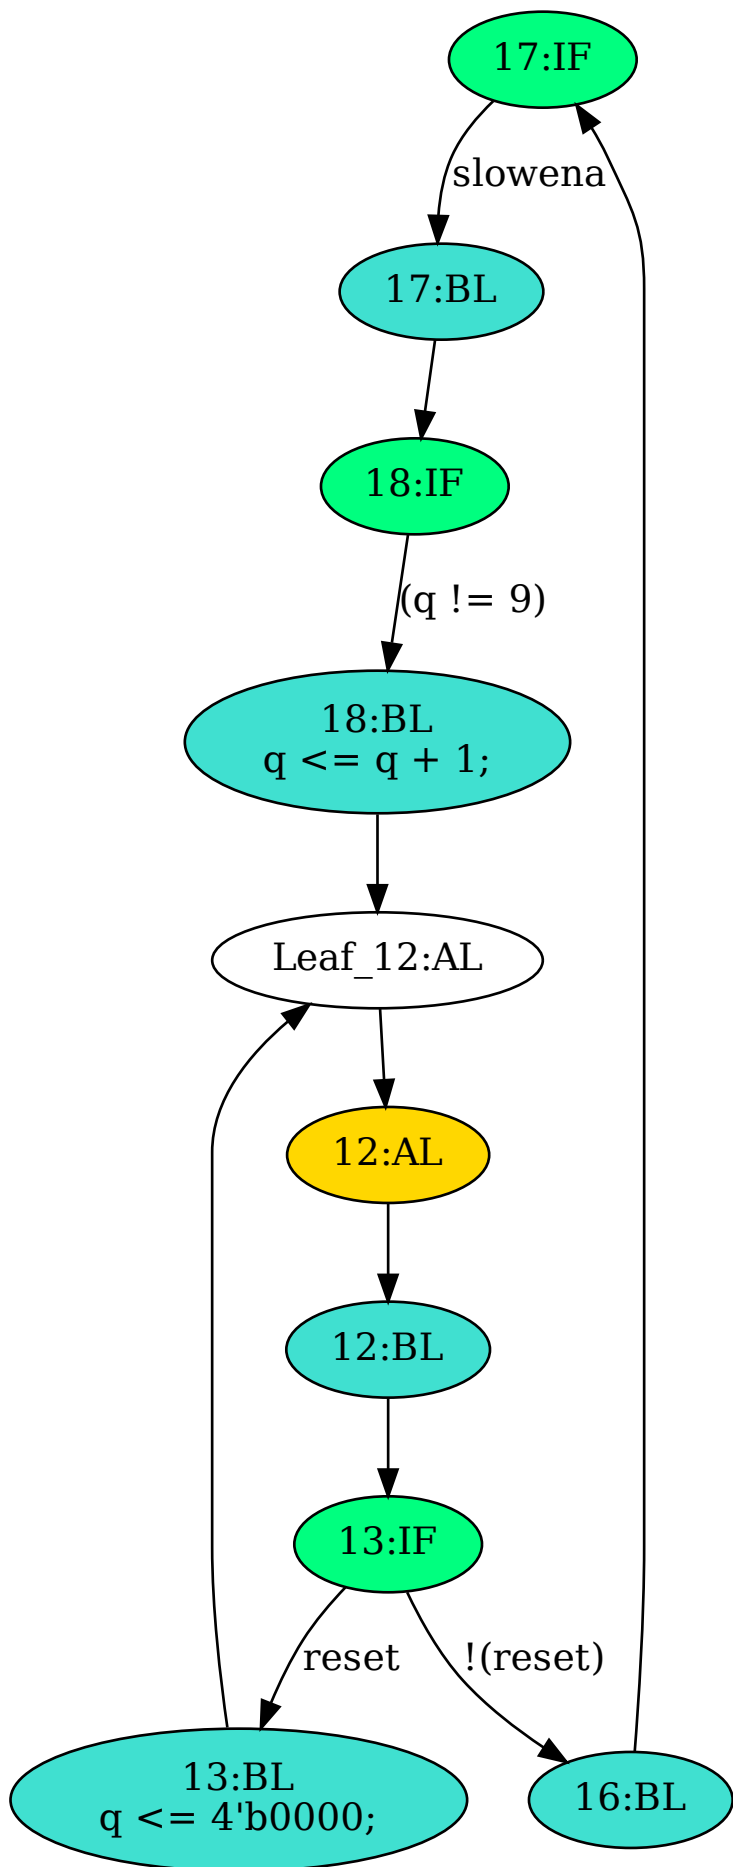 17:IF
slowena
17:BL
18:IF
(q != 9)
18:BL
q <= q + 1;
Leaf_12:AL
12:AL
12:BL
13:IF
reset
!(reset)
13:BL
q <= 4'b0000;
16:BL